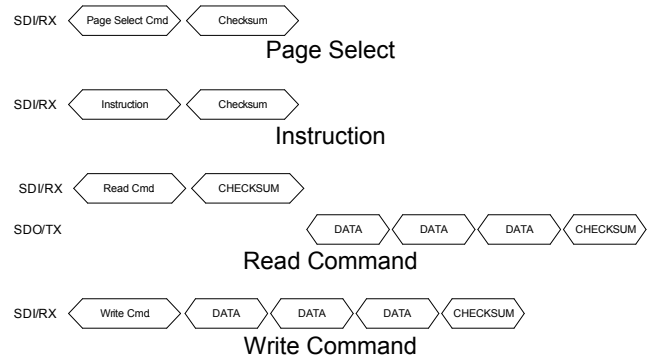 SDI/RX Page Select Cmd Checksum
Page Select
SDI/RX Instruction Checksum
Instruction
SDI/RX Read Cmd CHECKSUM
SDO/TX DATA DATA DATA CHECKSUM
Read Command
SDI/RX Write Cmd. DATA DATA DATA CHECKSUM
Write Command